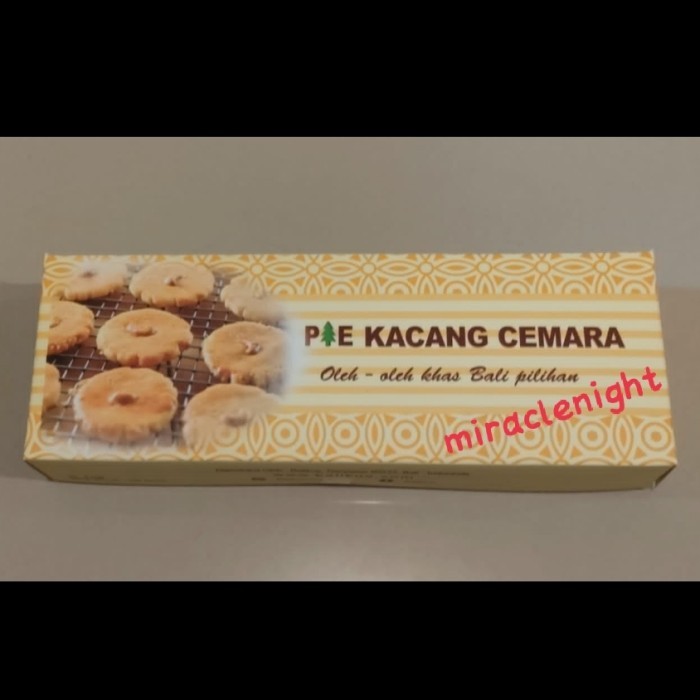 PIE KACANG CEMARA
Oleh - oleh khas Bali pilihan
miraclenight